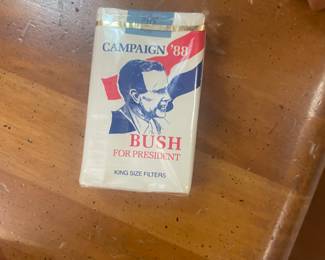 CAMPAIGN '88
BUSH
FOR PRESIDENT
KING SIZE FILTERS